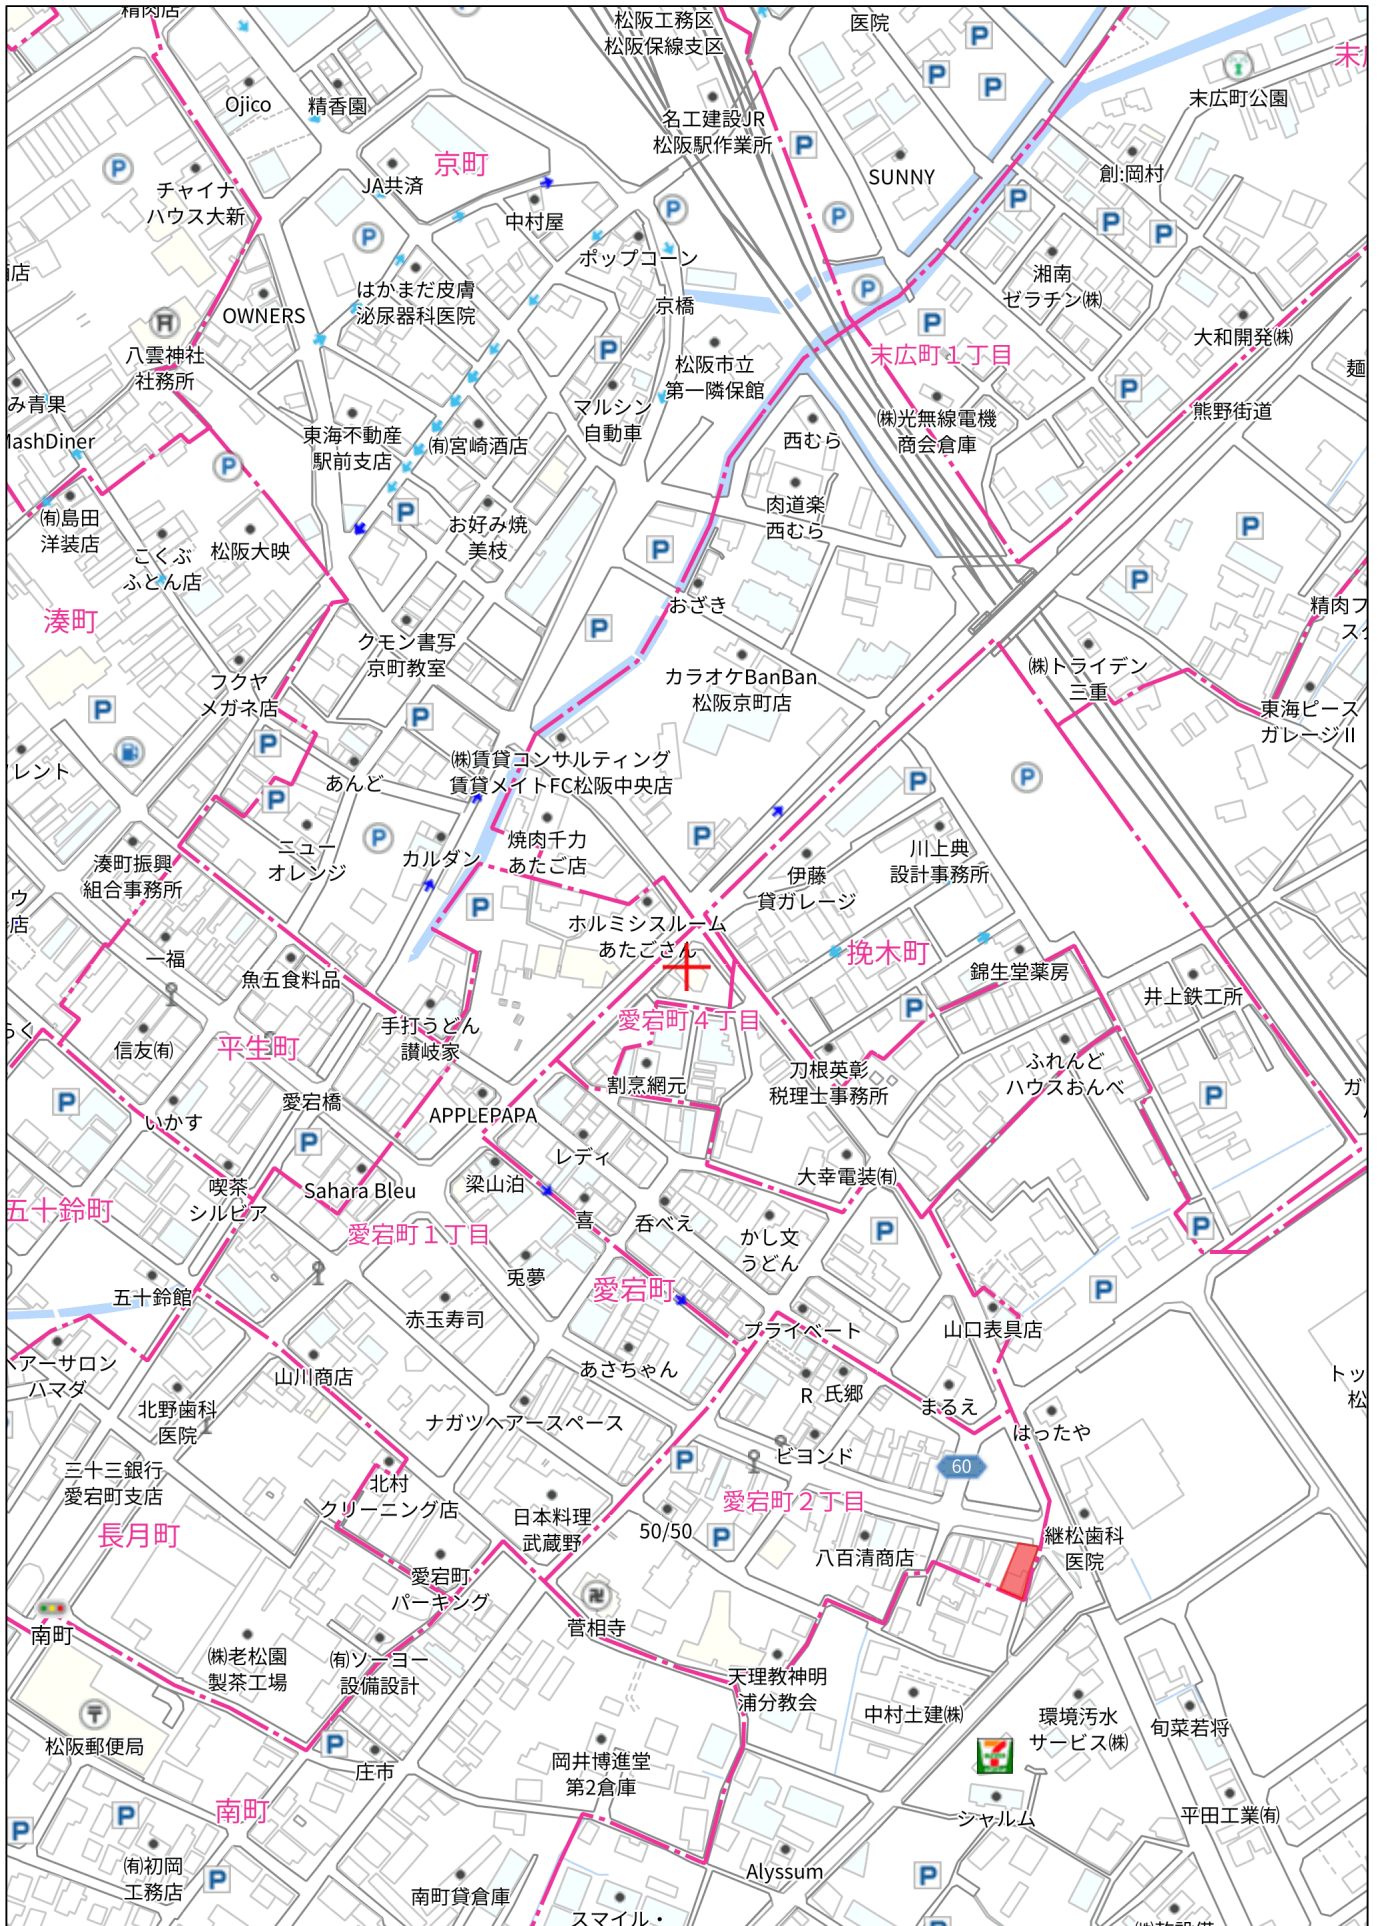 精肉店
松阪工務区
松阪保線支区
医院
末広町公園
Ojico
精香園
名工建設JR
松阪駅作業所
京町
JA共済
SUNNY
創:岡村
チャイナ
ハウス大新
中村屋
ポップコーン
湘南
ゼラチン㈱
はかまだ皮膚
泌尿器科医院
京橋
OWNERS
大和開発㈱
八雲神社
社務所
松阪市立
第一隣保館
末広町１丁目
み青果
マルシン
自動車
㈱光無線電機
商会倉庫
熊野街道
MashDiner
東海不動産
駅前支店
㈲宮崎酒店
西むら
㈲島田
洋装店
肉道楽
西むら
お好み焼
美枝
こくぶ
ふとん店
松阪大映
おざき
湊町
クモン書写
京町教室
カラオケBanBan
松阪京町店
㈱トライデン
三重
フクヤ
メガネ店
東海ピース
ガレージⅡ
㈱賃貸コンサルティング
賃貸メイトFC松阪中央店
あんど
焼肉千力
あたご店
ニュー
オレンジ
カルダン
川上典
設計事務所
湊町振興
組合事務所
伊藤
貸ガレージ
ホルミシスルーム
あたごさん
挽木町
一福
魚五食料品
錦生堂薬房
井上鉄工所
愛宕町４丁目
手打うどん
讃岐家
信友㈲
平生町
割烹網元
刀根英彰
税理士事務所
ふれんど
ハウスおんべ
いかす
愛宕橋
APPLEPAPA
レディ
大幸電装㈲
喫茶
シルビア
Sahara Bleu
梁山泊
五十鈴町
愛宕町１丁目
喜
呑べえ
かし文
うどん
兎夢
愛宕町
五十鈴館
赤玉寿司
プライベート
山口表具店
ヘアーサロン
ハマダ
山川商店
あさちゃん
R
氏郷
まるえ
北野歯科
医院
ナガツヘアースペース
はったや
ビヨンド
60
三十三銀行
愛宕町支店
北村
クリーニング店
日本料理
武蔵野
愛宕町２丁目
50/50
長月町
八百清商店
継松歯科
医院
愛宕町
パーキング
菅相寺
南町
㈱老松園
製茶工場
㈲ソーヨー
設備設計
天理教神明
浦分教会
中村土建㈱
環境汚水
サービス㈱
旬菜若将
松阪郵便局
庄市
岡井博進堂
第2倉庫
南町
シャルム
平田工業㈲
㈲初岡
工務店
南町貸倉庫
Alyssum
スマイル・